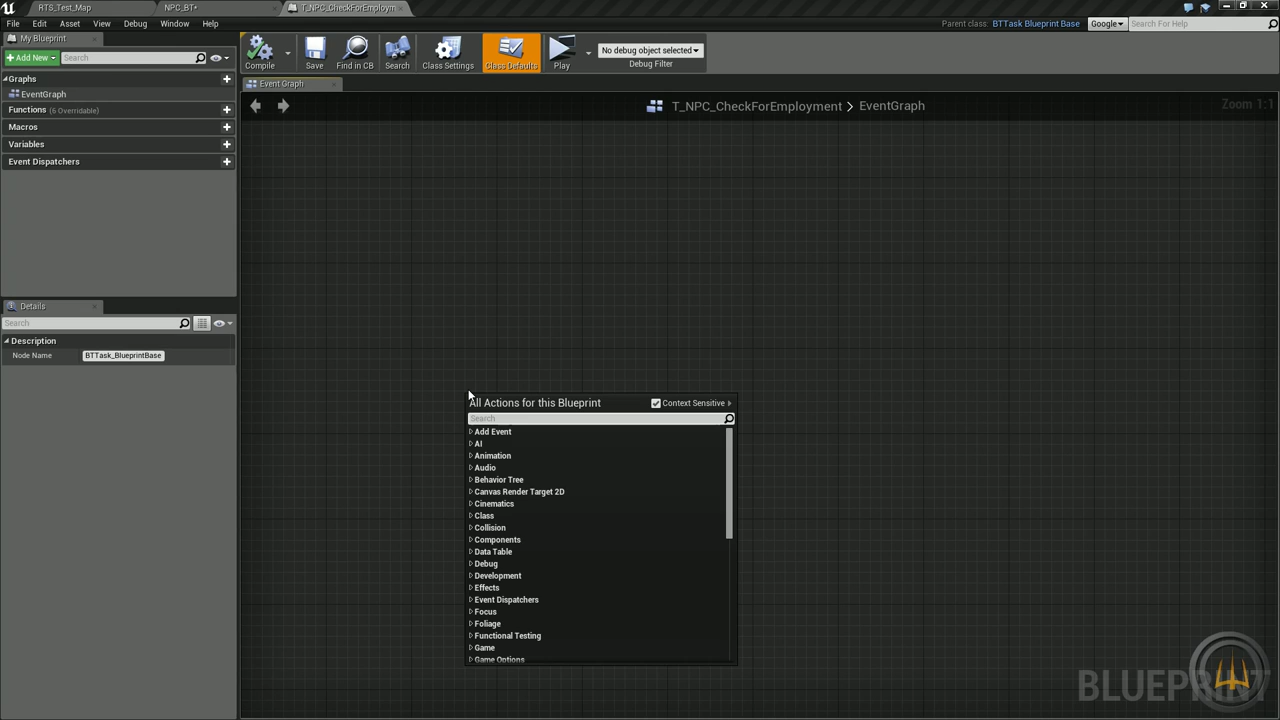 RTS_Test_Map
NPC_BT*
T_NPC_CheckForEmploym
File Edit Asset View Debug Window Help
Parent class: BTTask Blueprint Base
Google
Search For Help
My Blueprint
Add New
Search
Graphs
EventGraph
Functions (6 Overridable)
Macros
Variables
Event Dispatchers
Details
Search
Description
Node Name BTTask_BlueprintBase
Compile
Save
Find in CB
Search
Class Settings
Class Defaults
Play
No debug object selected
Debug Filter
Event Graph
T_NPC_CheckForEmployment > EventGraph
Zoom 1:1
All Actions for this Blueprint
Context Sensitive
Search
Add Event
AI
Animation
Audio
Behavior Tree
Canvas Render Target 2D
Cinematics
Class
Collision
Components
Data Table
Debug
Development
Effects
Event Dispatchers
Focus
Foliage
Functional Testing
Game
Game Options
BLUEPRINT